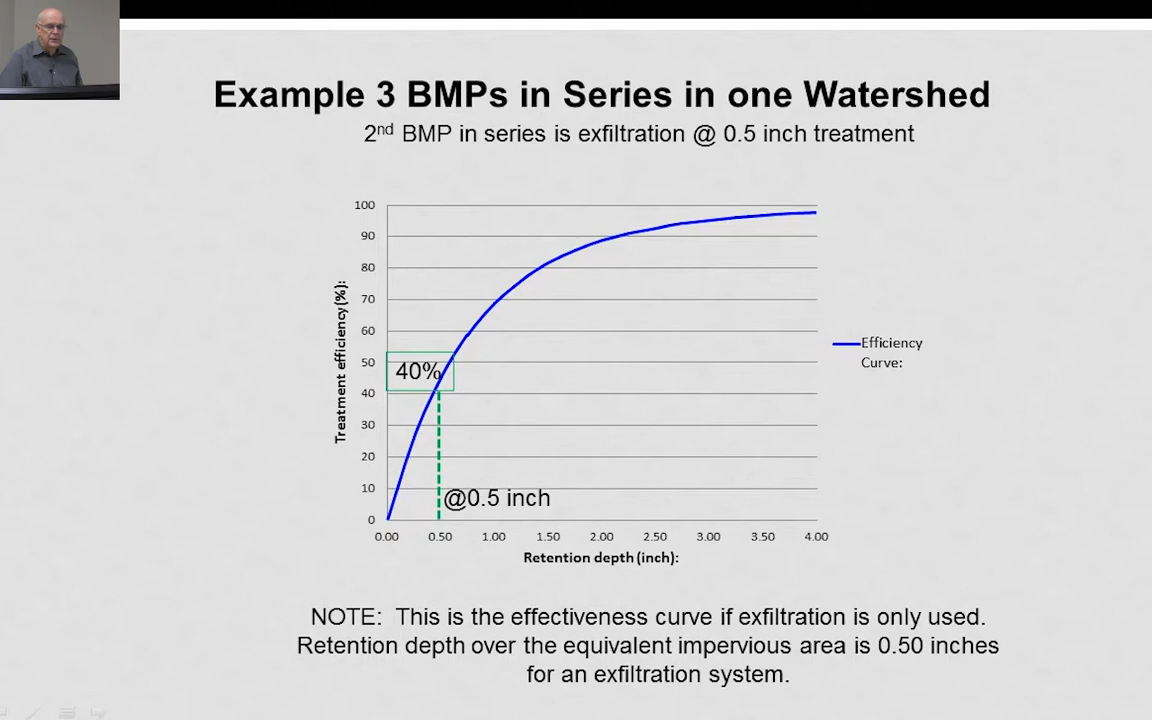 Example 3 BMPs in Series in one Watershed
2nd BMP in series is exfiltration @ 0.5 inch treatment
100
90
80
70
60
50
40
30
20
10
0
Treatment efficiency(%):
40%
@0.5 inch
0.00 0.50 1.00 1.50 2.00 2.50 3.00 3.50 4.00
Retention depth (inch):
Efficiency
Curve:
NOTE: This is the effectiveness curve if exfiltration is only used.
Retention depth over the equivalent impervious area is 0.50 inches
for an exfiltration system.